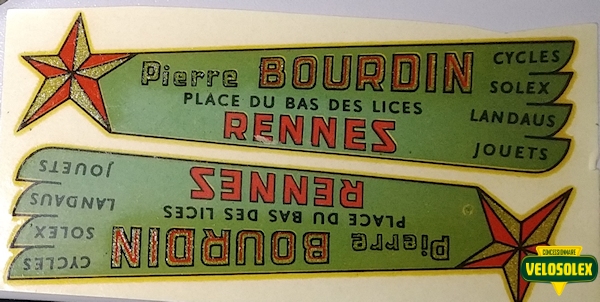 Pierre BOURDIN
PLACE DU BAS DES LICES
RENNES
CYCLES
SOLEX
LANDAUS
JOUETS
Pierre BOURDIN
PLACE DU BAS DES LICES
RENNES
CYCLES
SOLEX.
LANDAUS
JOUETS
CONCESSIONNAIRE
VELOSOLEX